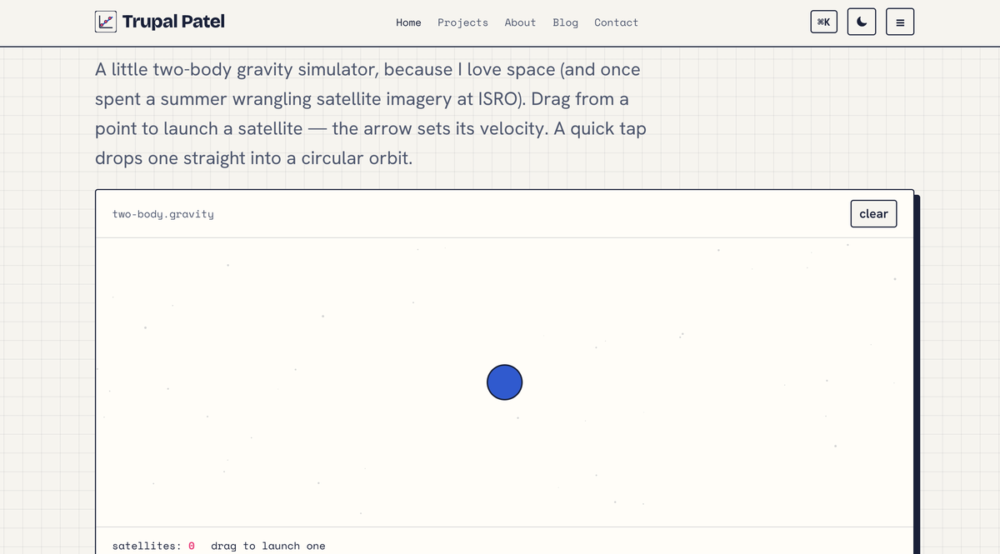 Trupal Patel
Home Projects About Blog Contact
⌘K
A little two-body gravity simulator, because I love space (and once
spent a summer wrangling satellite imagery at ISRO). Drag from a
point to launch a satellite — the arrow sets its velocity. A quick tap
drops one straight into a circular orbit.
two-body.gravity
clear
satellites: 0 drag to launch one